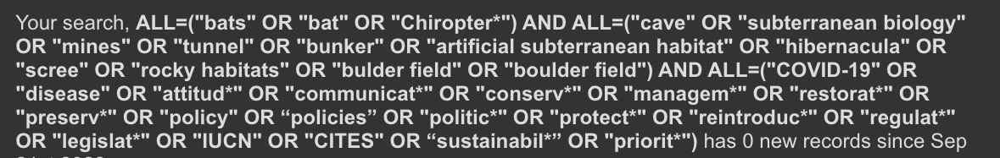 Your search, ALL=("bats" OR "bat" OR "Chiropter*") AND ALL=("cave" OR "subterranean biology"
OR "mines" OR "tunnel" OR "bunker" OR "artificial subterranean habitat" OR "hibernacula" OR
"scree" OR "rocky habitats" OR "bulder field" OR "boulder field") AND ALL=("COVID-19" OR
"disease" OR "attitud*" OR "communicat*" OR "conserv*" OR "managem*" OR "restorat*" OR
"preserv*" OR "policy" OR “policies” OR "politic*" OR "protect*" OR "reintroduc*" OR "regulat*"
OR "legislat*" OR "IUCN" OR "CITES" OR “sustainabil*” OR "priorit*") has 0 new records since Sep